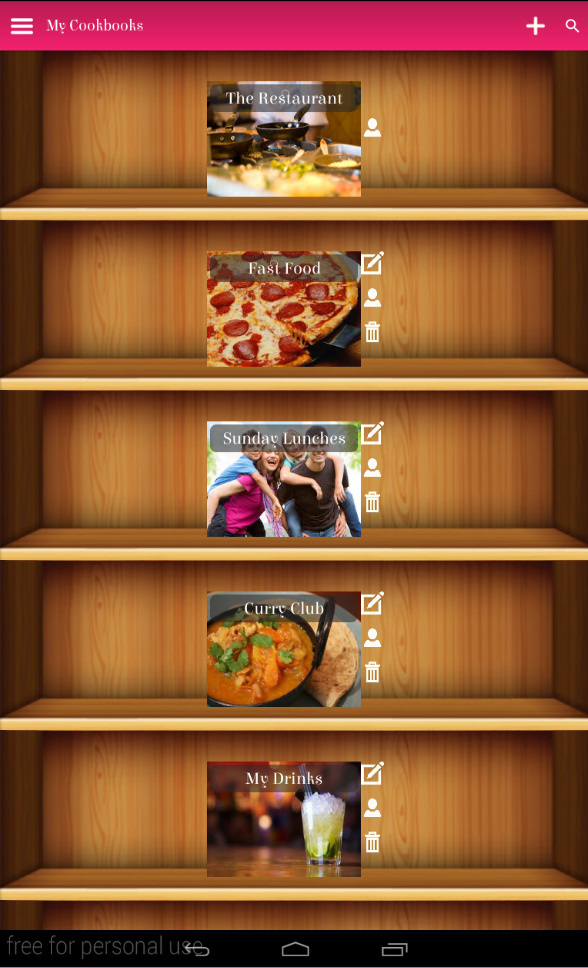 My Cookbooks
The Restaurant
Fast Food
Sunday Lunches
Curry Club
My Drinks
free for personal use